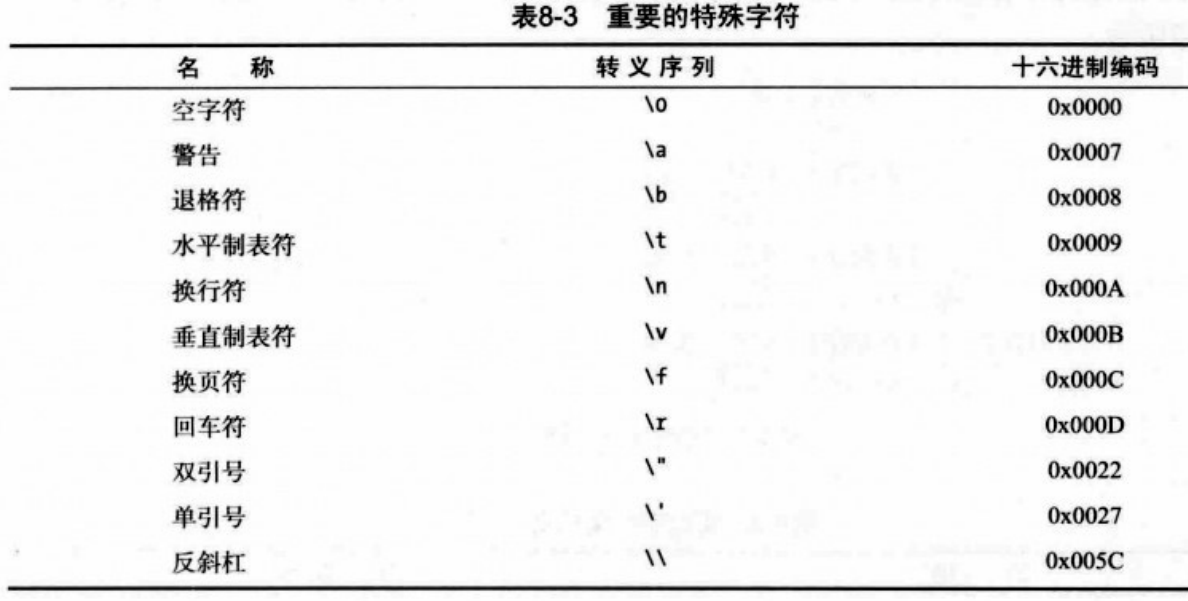 表8-3 重要的特殊字符
名 称 转义序列 十六进制编码
空字符 \o 0x0000
警告 \a 0x0007
退格符 \b 0x0008
水平制表符 \t 0x0009
换行符 \n 0x000A
垂直制表符 \v 0x000B
换页符 \f 0x000C
回车符 \r 0x000D
双引号 \" 0x0022
单引号 \' 0x0027
反斜杠 \\ 0x005C